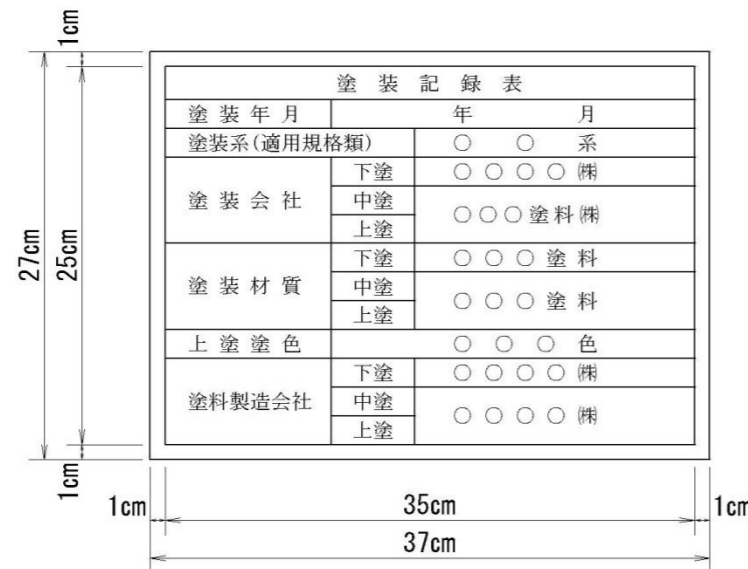 1cm
塗装記録表
塗装年月 年 月
塗装系(適用規格類) ○ ○ 系
塗装会社 下塗 ○○○○㈱
中塗 ○○○塗料㈱
上塗
塗装材質 下塗 ○○○塗料
中塗 ○○○塗料
上塗
上塗塗色 ○○○色
塗料製造会社 下塗 ○○○○㈱
中塗 ○○○○㈱
上塗
27cm
25cm
1cm
1cm
35cm
1cm
37cm